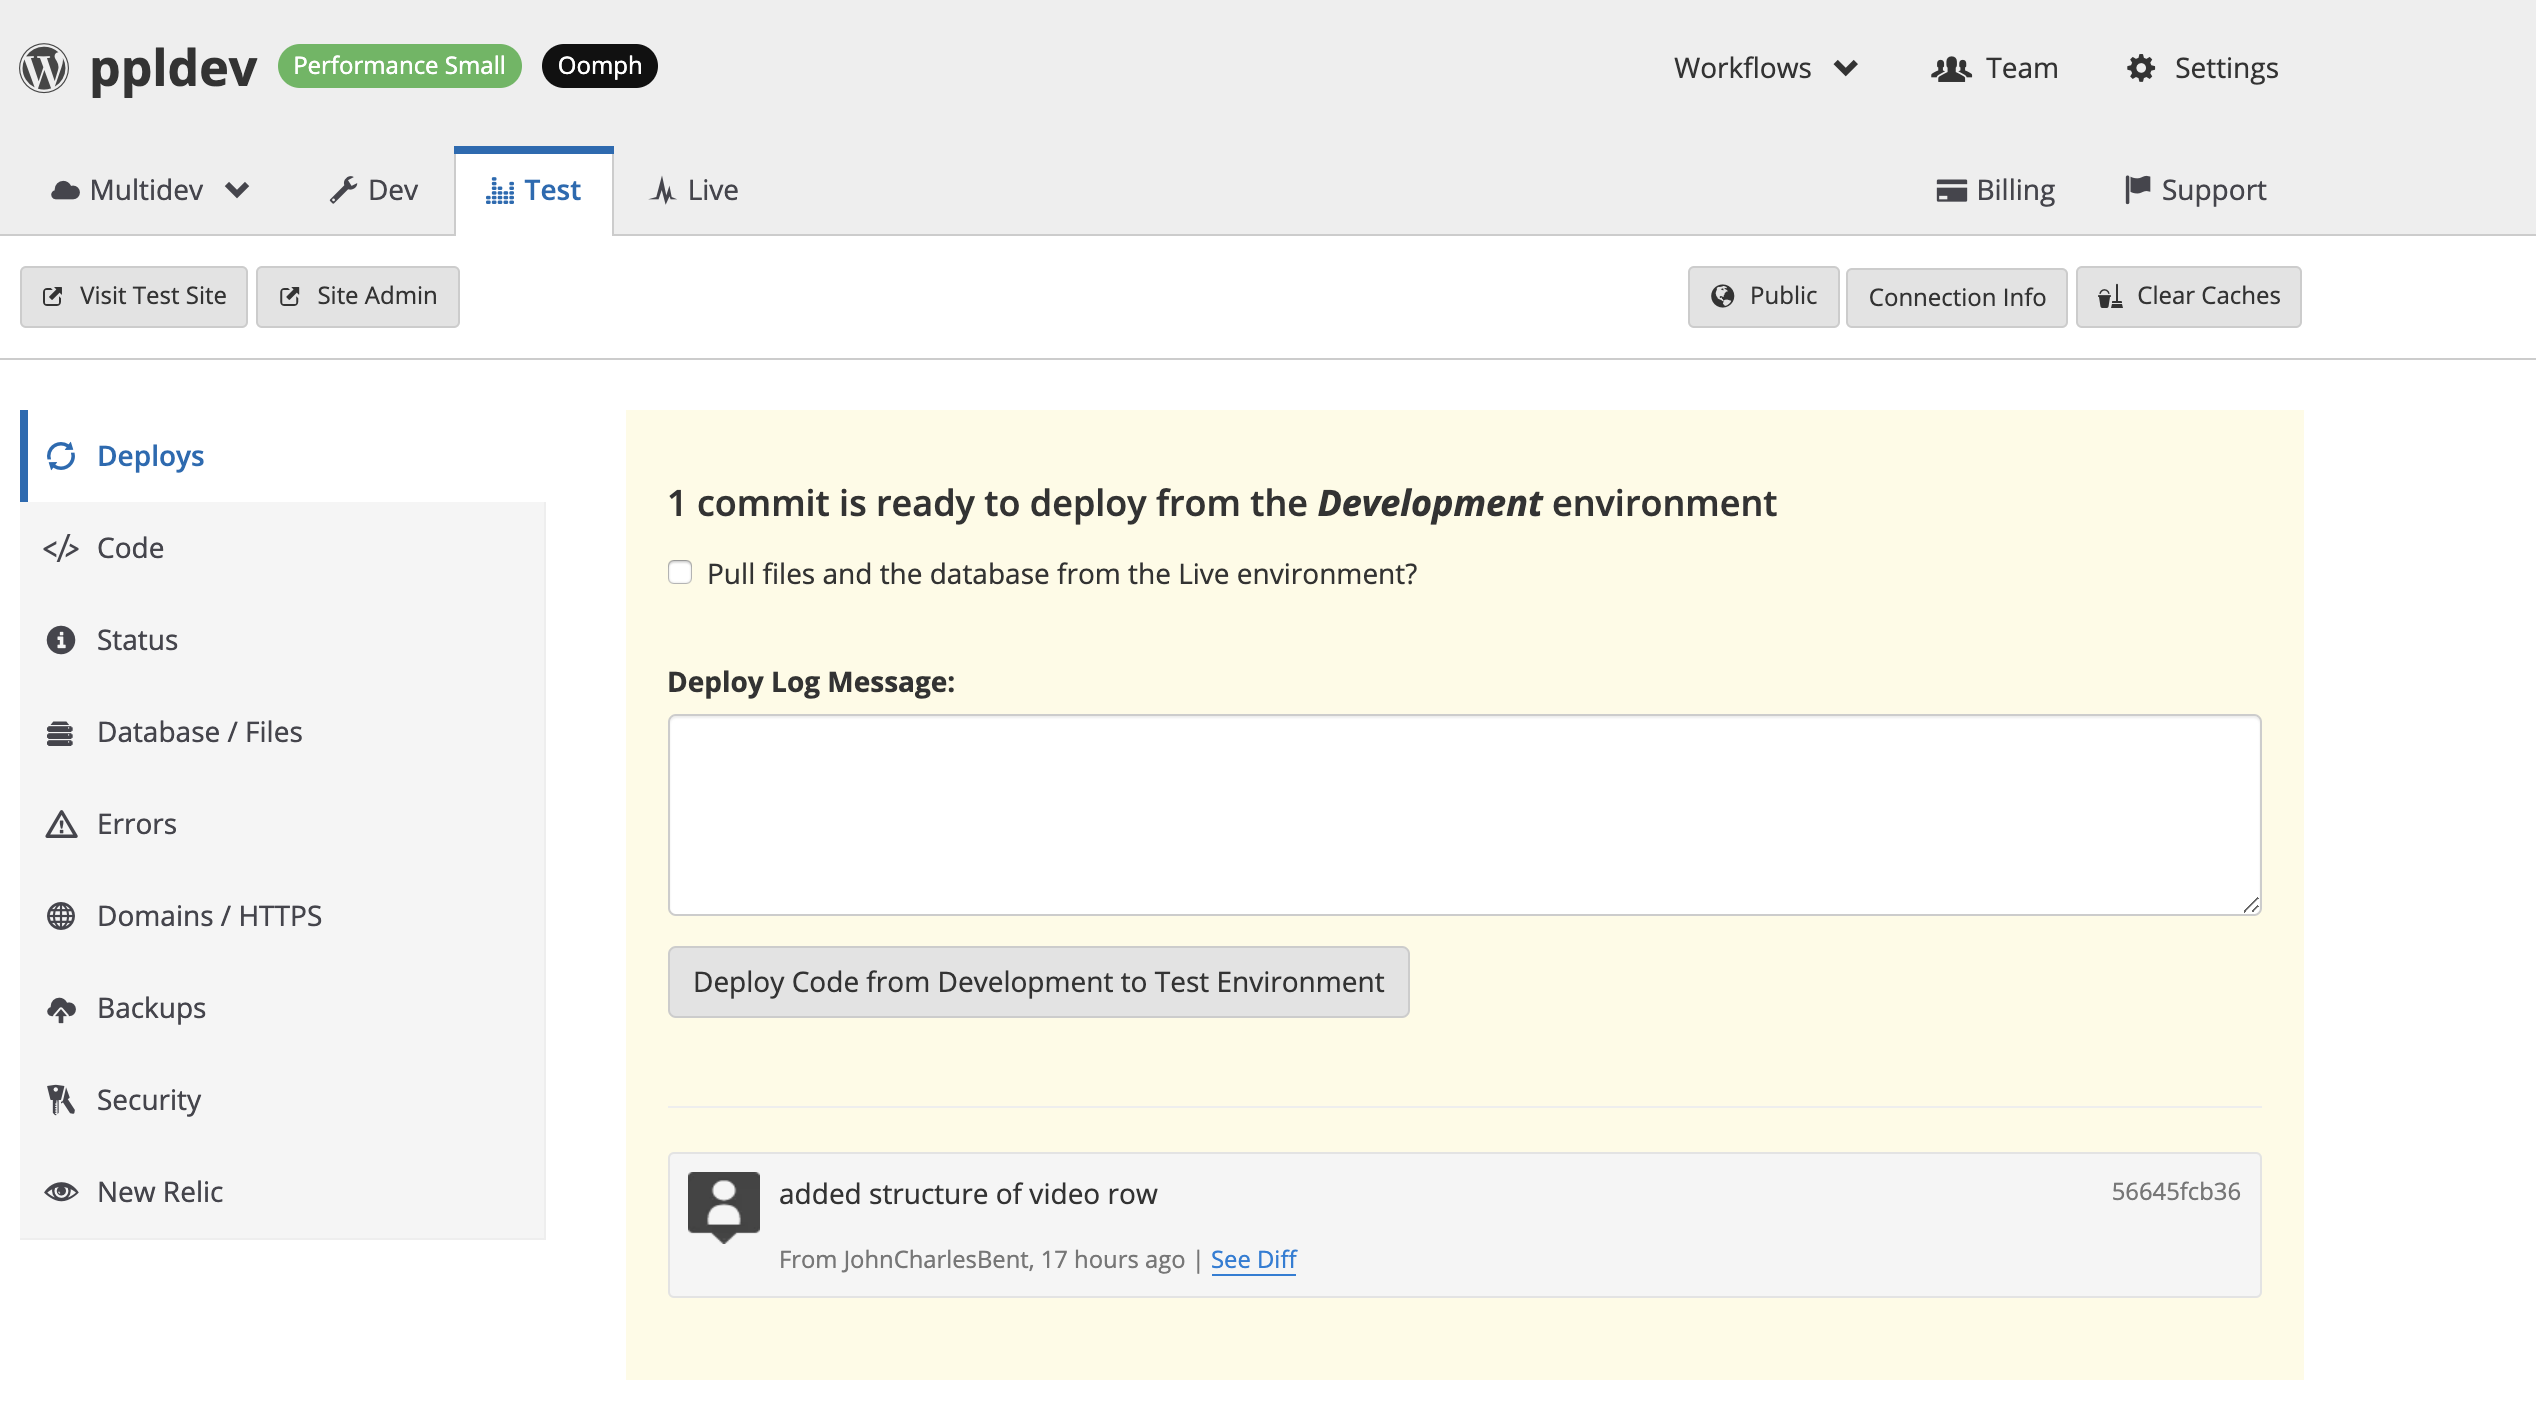 ppldev Performance Small Oomph Workflows Team Settings
Multidev Dev Test Live Billing Support
Visit Test Site Site Admin Public Connection Info Clear Caches
Deploys
Code
Status
Database / Files
Errors
Domains / HTTPS
Backups
Security
New Relic
1 commit is ready to deploy from the Development environment
Pull files and the database from the Live environment?
Deploy Log Message:
Deploy Code from Development to Test Environment
added structure of video row 56645fcb36
From JohnCharlesBent, 17 hours ago | See Diff